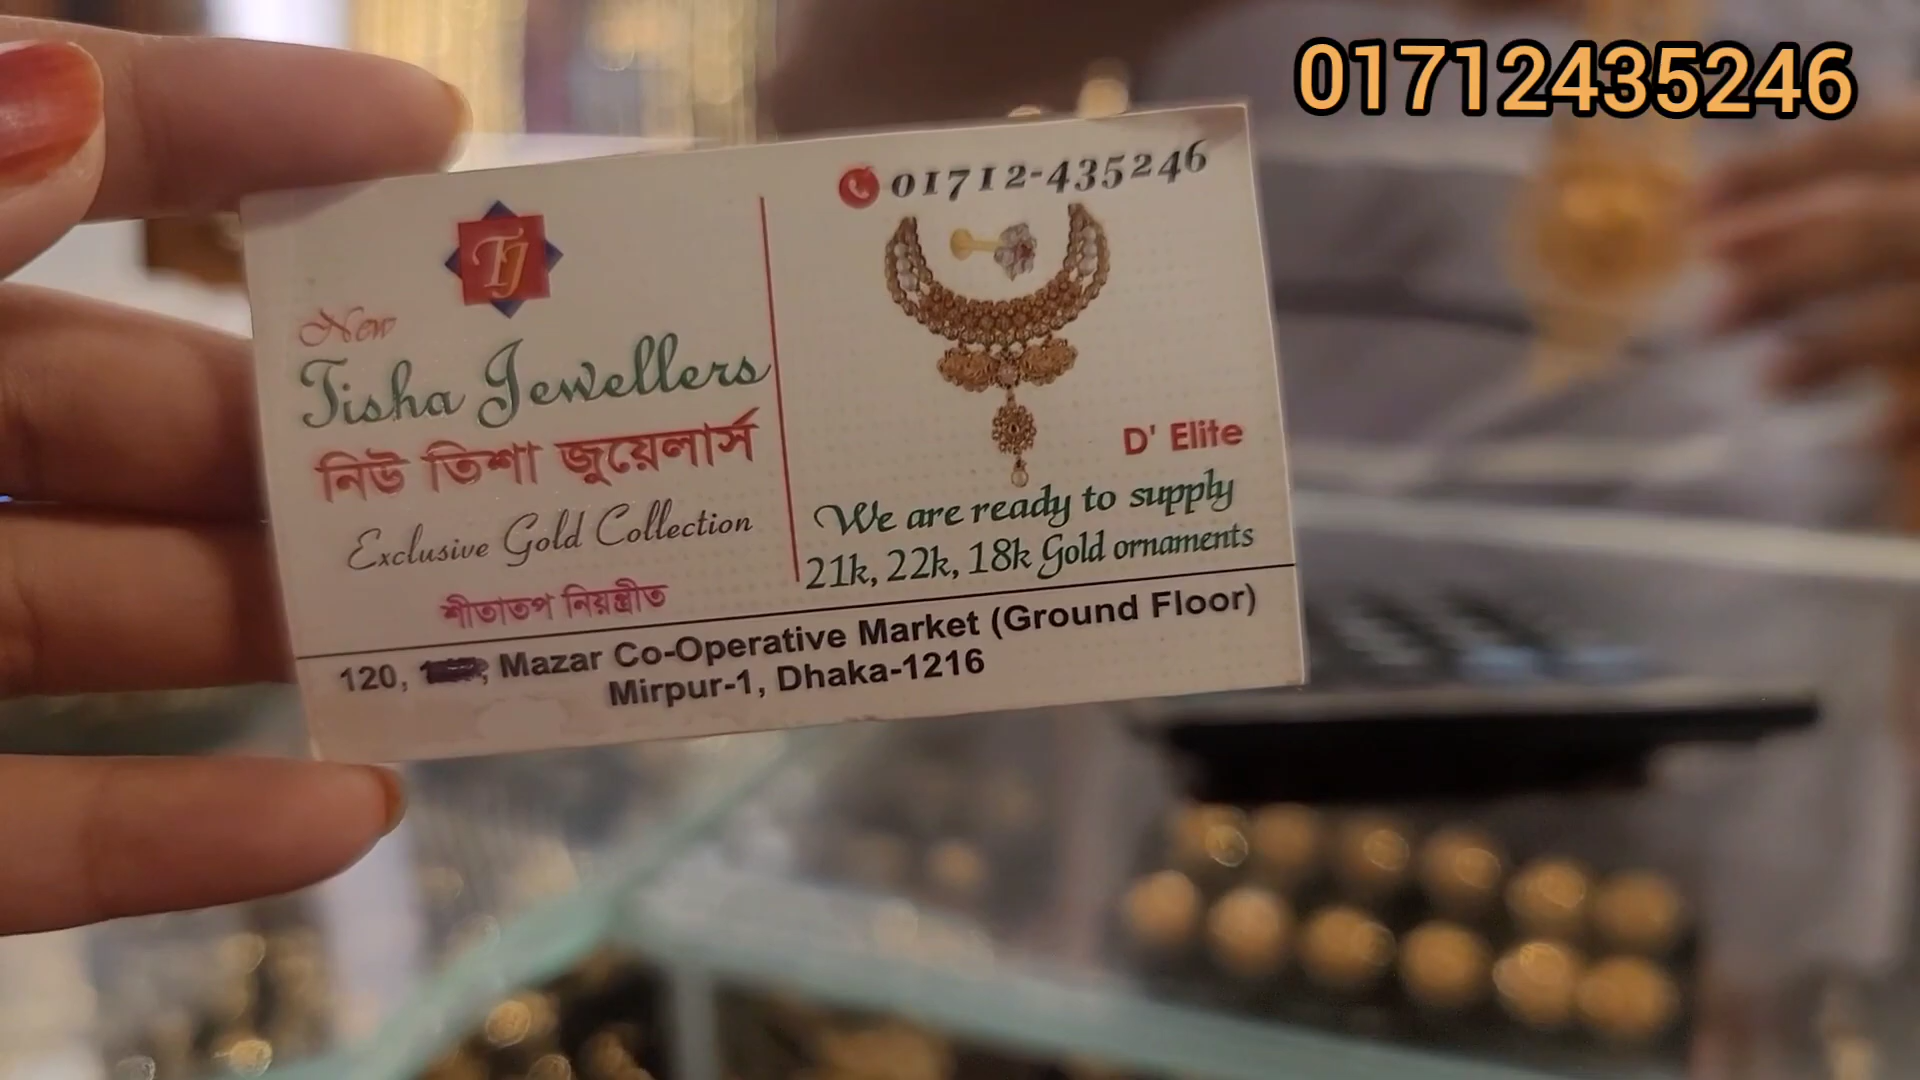 01712435246
01712-435246
TJ
New
Tisha Jewellers
নিউ তিশা জুয়েলার্স
Exclusive Gold Collection
শীতাতপ নিয়ন্ত্রীত
D' Elite
We are ready to supply
21k, 22k, 18k Gold ornaments
120, Mazar Co-Operative Market (Ground Floor)
Mirpur-1, Dhaka-1216